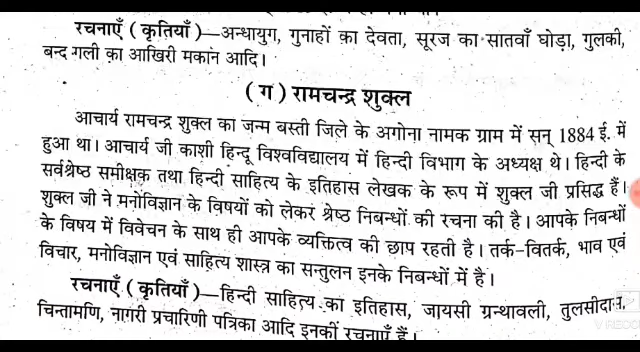 रचनाएँ ( कृतियाँ )—अन्धायुग, गुनाहों का देवता, सूरज का सातवाँ घोड़ा, गुलकी,
बन्द गली का आखिरी मकान आदि।
( ग ) रामचन्द्र शुक्ल
आचार्य रामचन्द्र शुक्ल का जन्म बस्ती जिले के अगोना नामक ग्राम में सन् 1884 ई. में
हुआ था। आचार्य जी काशी हिन्दू विश्वविद्यालय में हिन्दी विभाग के अध्यक्ष थे। हिन्दी के
सर्वश्रेष्ठ समीक्षक तथा हिन्दी साहित्य के इतिहास लेखक के रूप में शुक्ल जी प्रसिद्ध हैं।
शुक्ल जी ने मनोविज्ञान के विषयों को लेकर श्रेष्ठ निबन्धों की रचना की है। आपके निबन्धों
के विषय में विवेचन के साथ ही आपके व्यक्तित्व की छाप रहती है। तर्क-वितर्क, भाव एवं
विचार, मनोविज्ञान एवं साहित्य शास्त्र का सन्तुलन इनके निबन्धों में है।
रचनाएँ ( कृतियाँ )—हिन्दी साहित्य का इतिहास, जायसी ग्रन्थावली,
चिन्तामणि, नागरी प्रचारिणी पत्रिका आदि इनकी रचनाएँ हैं।